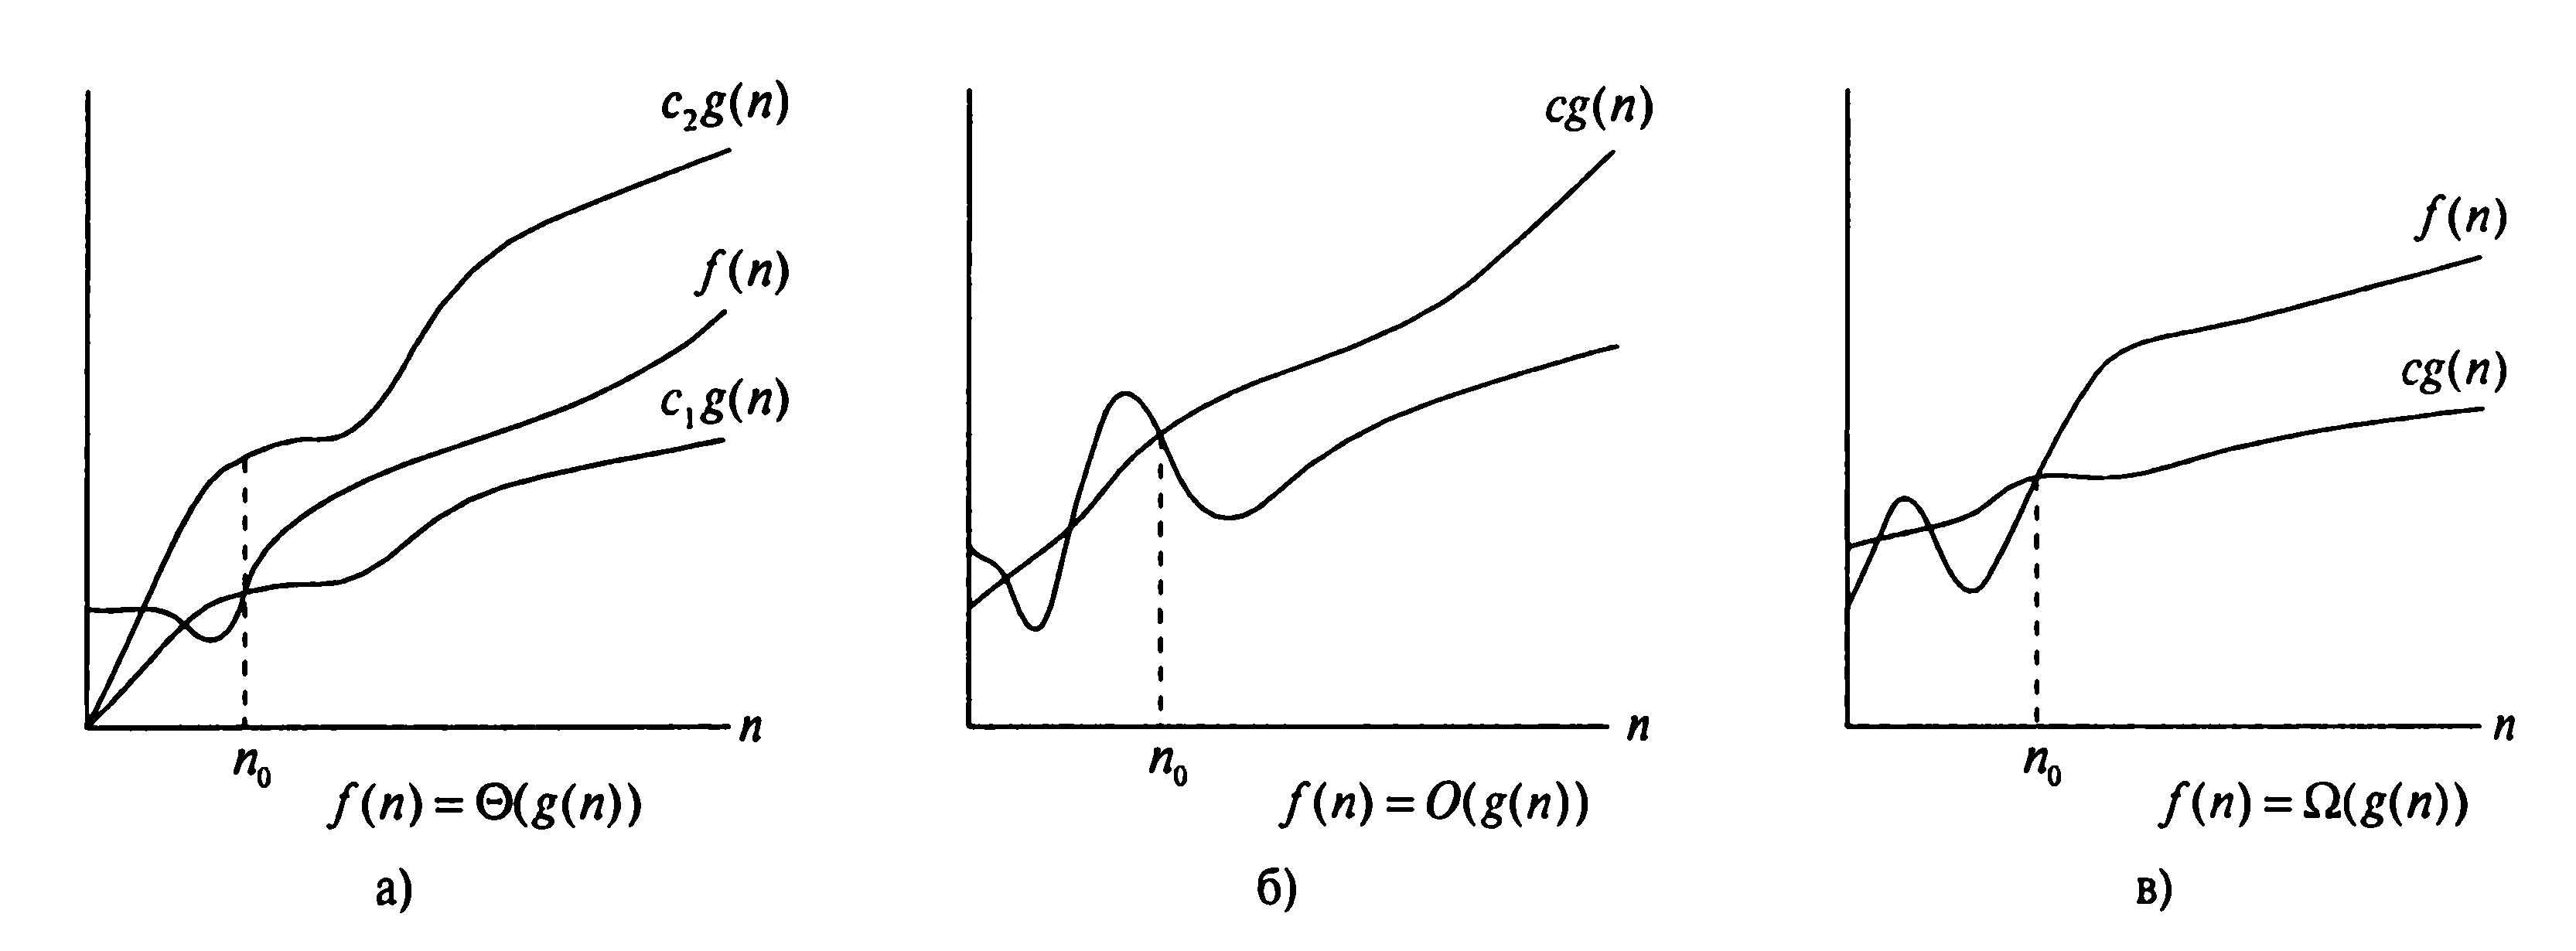 c₂g(n)
f(n)
c₁g(n)
n
n₀
f(n) = Θ(g(n))
а)
cg(n)
n
n₀
f(n) = O(g(n))
б)
f(n)
cg(n)
n
n₀
f(n) = Ω(g(n))
в)